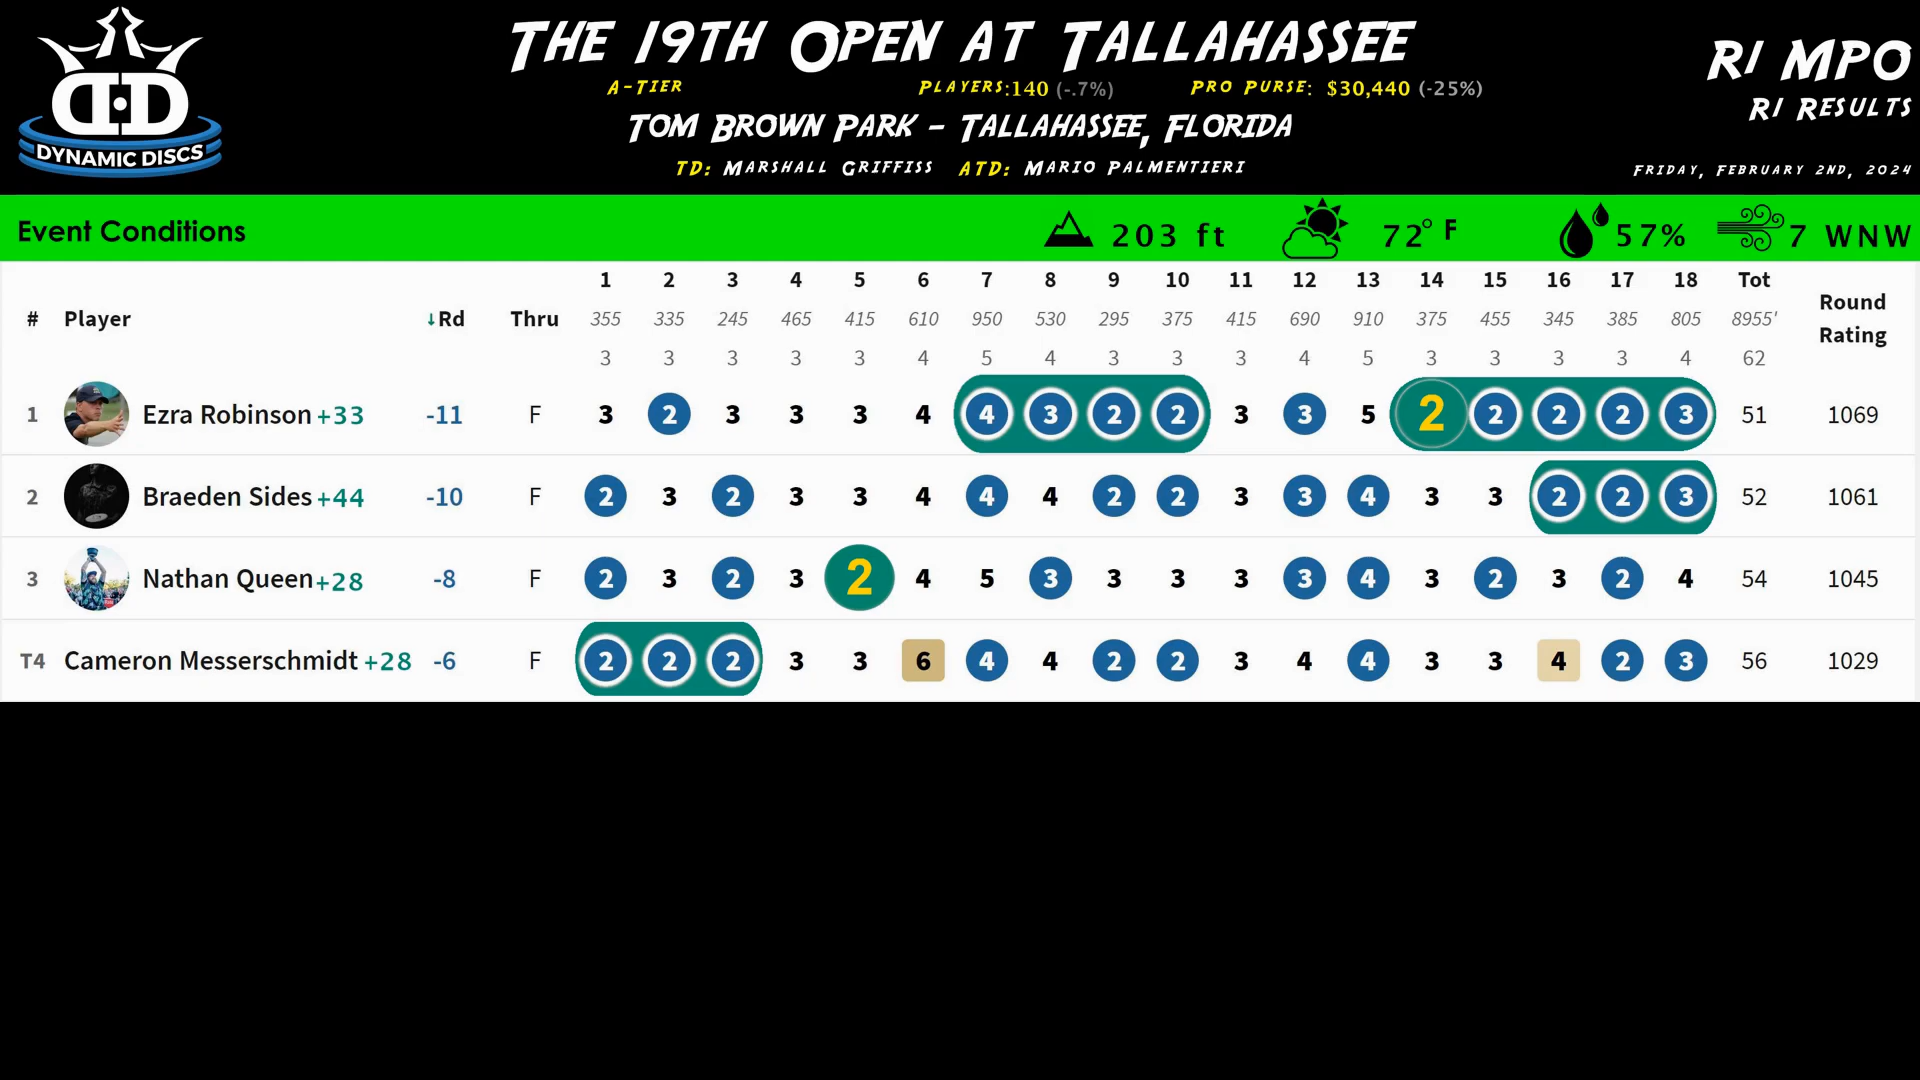 THE 19TH OPEN AT TALLAHASSEE
A-TIER PLAYERS:140 (-.7%) PRO PURSE: $30,440 (-25%)
TOM BROWN PARK - TALLAHASSEE, FLORIDA
TD: MARSHALL GRIFFISS ATD: MARIO PALMENTIERI
R1 MPO
R1 RESULTS
FRIDAY, FEBRUARY 2ND, 2024
DD
DYNAMIC DISCS
Event Conditions 203 ft 72° F 57% 7 WNW
1 2 3 4 5 6 7 8 9 10 11 12 13 14 15 16 17 18 Tot
# Player ↓Rd Thru 355 335 245 465 415 610 950 530 295 375 415 690 910 375 455 345 385 805 8955' Round Rating
3 3 3 3 3 4 5 4 3 3 3 4 5 3 3 3 3 4 62
1 Ezra Robinson +33 -11 F 3 2 3 3 3 4 4 3 2 2 3 3 5 2 2 2 2 3 51 1069
2 Braeden Sides +44 -10 F 2 3 2 3 3 4 4 4 2 2 3 3 4 3 3 2 2 3 52 1061
3 Nathan Queen +28 -8 F 2 3 2 3 2 4 5 3 3 3 3 3 4 3 2 3 2 4 54 1045
T4 Cameron Messerschmidt +28 -6 F 2 2 2 3 3 6 4 4 2 2 3 4 4 3 3 4 2 3 56 1029